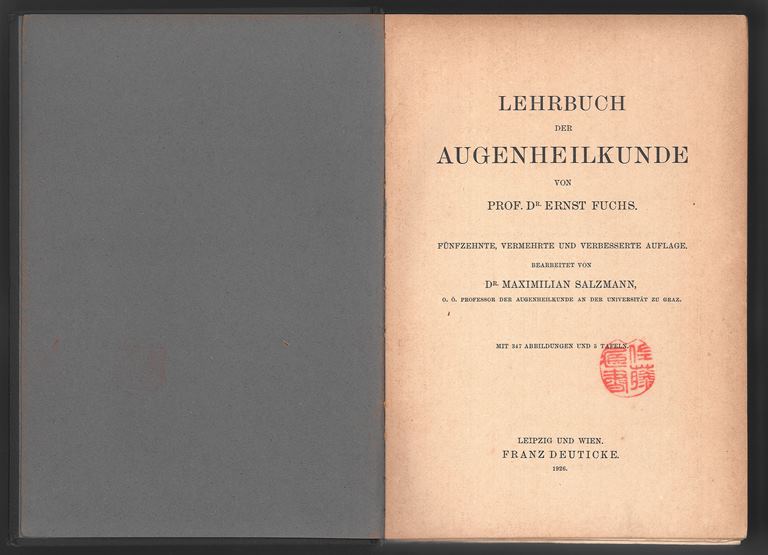 LEHRBUCH
DER
AUGENHEILKUNDE
VON
PROF. DR. ERNST FUCHS.
FÜNFZEHNTE, VERMEHRTE UND VERBESSERTE AUFLAGE.
BEARBEITET VON
DR. MAXIMILIAN SALZMANN,
O. Ö. PROFESSOR DER AUGENHEILKUNDE AN DER UNIVERSITÄT ZU GRAZ.
MIT 347 ABBILDUNGEN UND 5 TAFELN.
佐藤
LEIPZIG UND WIEN.
FRANZ DEUTICKE.
1926.